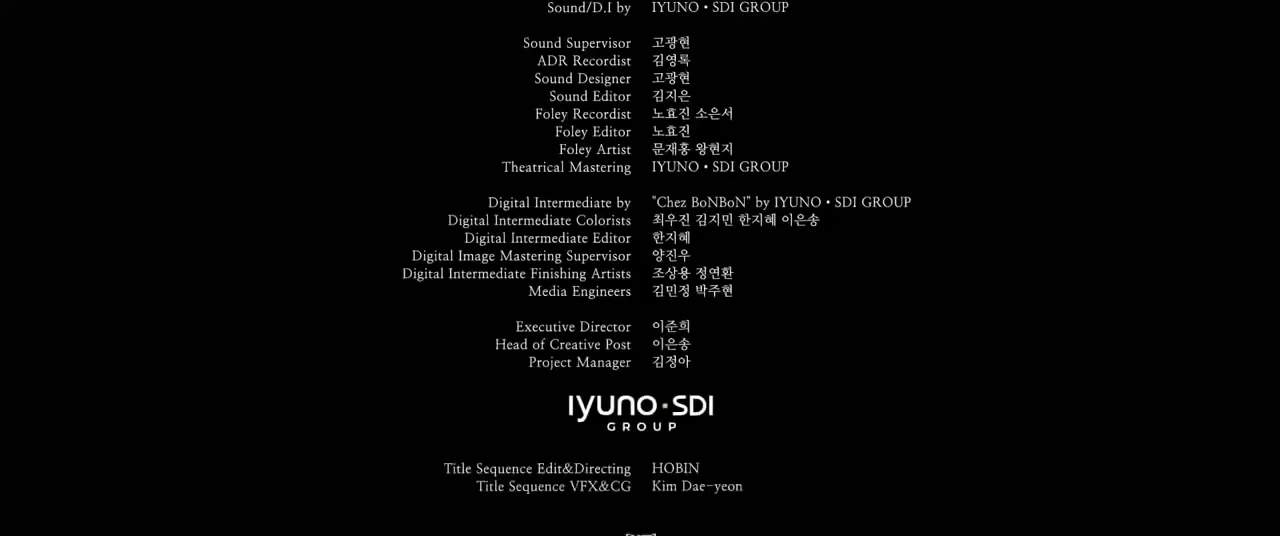 Sound/D.I by IYUNO • SDI GROUP
Sound Supervisor 고광현
ADR Recordist 김영록
Sound Designer 고광현
Sound Editor 김지은
Foley Recordist 노효진 소은서
Foley Editor 노효진
Foley Artist 문재홍 왕현지
Theatrical Mastering IYUNO • SDI GROUP
Digital Intermediate by "Chez BoNBoN" by IYUNO • SDI GROUP
Digital Intermediate Colorists 최우진 김지민 한지혜 이은송
Digital Intermediate Editor 한지혜
Digital Image Mastering Supervisor 양진우
Digital Intermediate Finishing Artists 조상용 정연환
Media Engineers 김민정 박주현
Executive Director 이준희
Head of Creative Post 이은송
Project Manager 김정아
IYUNO • SDI
GROUP
Title Sequence Edit&Directing HOBIN
Title Sequence VFX&CG Kim Dae-yeon